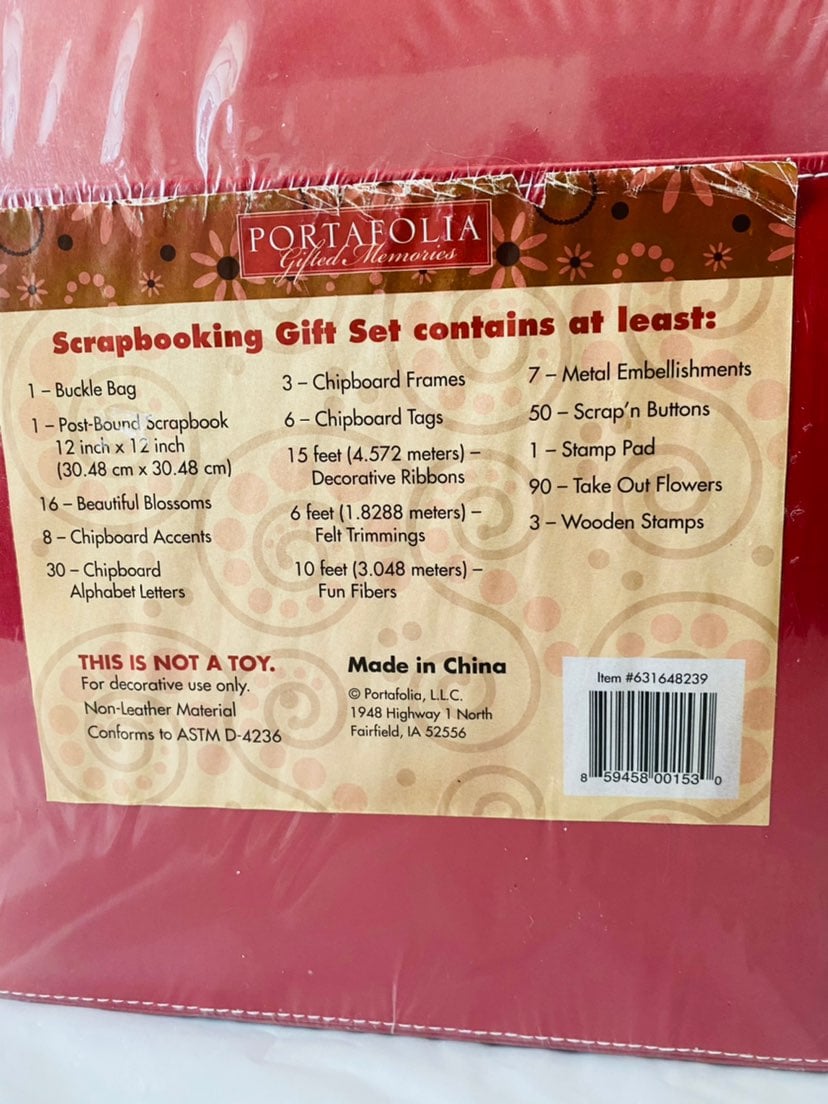 PORTAFOLIA
Gifted Memories
Scrapbooking Gift Set contains at least:
1 – Buckle Bag
1 – Post-Bound Scrapbook
12 inch x 12 inch
(30.48 cm x 30.48 cm)
16 – Beautiful Blossoms
8 – Chipboard Accents
30 – Chipboard
Alphabet Letters
3 – Chipboard Frames
6 – Chipboard Tags
15 feet (4.572 meters) –
Decorative Ribbons
6 feet (1.8288 meters) –
Felt Trimmings
10 feet (3.048 meters) –
Fun Fibers
7 – Metal Embellishments
50 – Scrap'n Buttons
1 – Stamp Pad
90 – Take Out Flowers
3 – Wooden Stamps
THIS IS NOT A TOY.
For decorative use only.
Non-Leather Material
Conforms to ASTM D-4236
Made in China
© Portafolia, L.L.C.
1948 Highway 1 North
Fairfield, IA 52556
Item #631648239
8 59458 00153 0